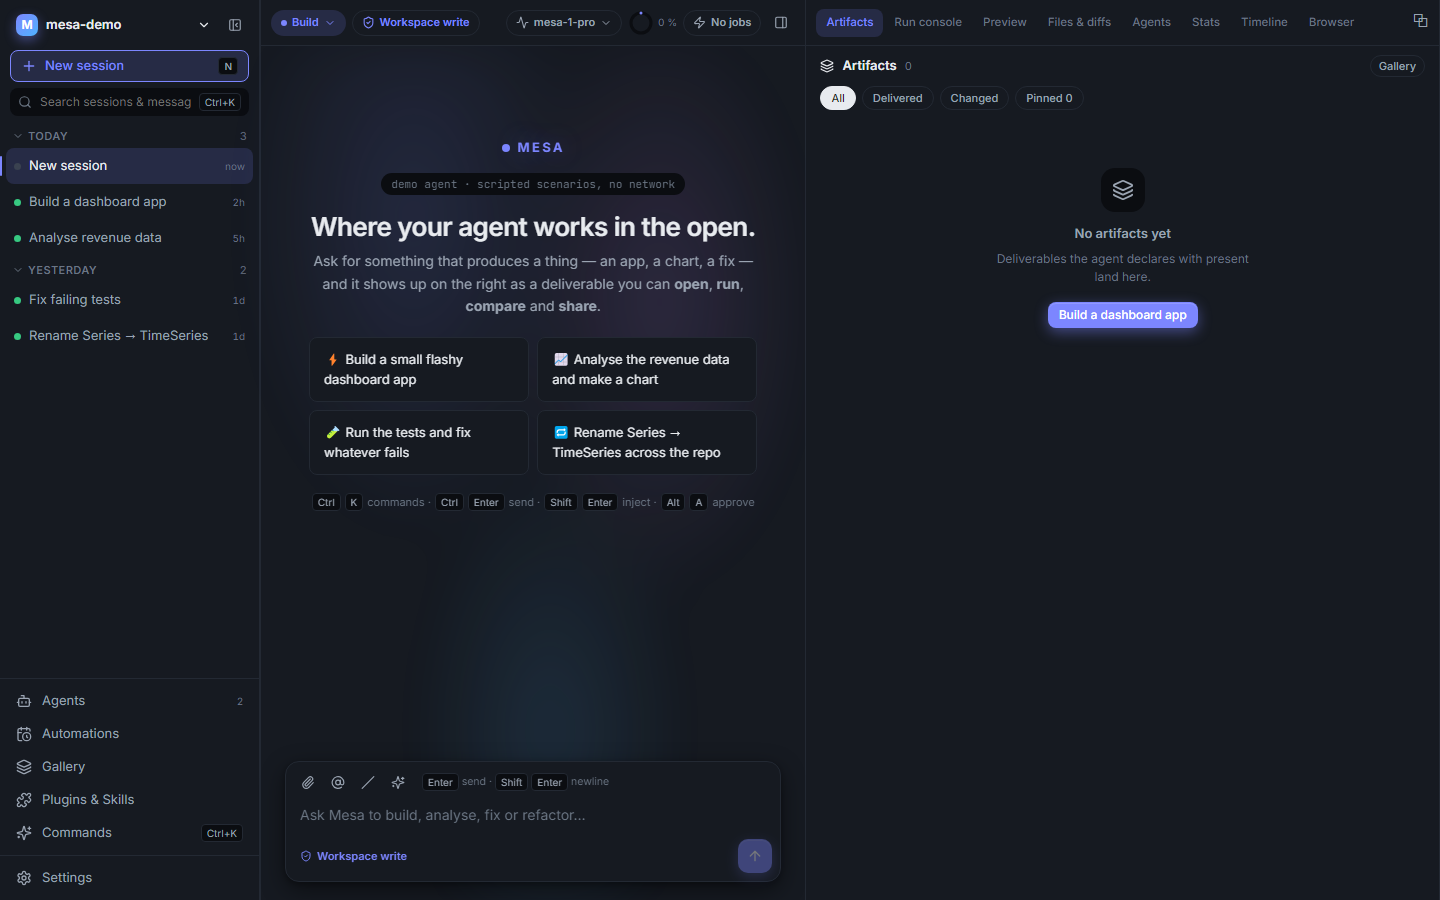 M mesa-demo
New session N
Search sessions & messag Ctrl+K
TODAY 3
New session now
Build a dashboard app 2h
Analyse revenue data 5h
YESTERDAY 2
Fix failing tests 1d
Rename Series → TimeSeries 1d
Agents 2
Automations
Gallery
Plugins & Skills
Commands Ctrl+K
Settings
Build Workspace write mesa-1-pro 0 % No jobs
MESA
demo agent · scripted scenarios, no network
Where your agent works in the open.
Ask for something that produces a thing — an app, a chart, a fix —
and it shows up on the right as a deliverable you can open, run,
compare and share.
Build a small flashy
dashboard app
Analyse the revenue data
and make a chart
Run the tests and fix
whatever fails
Rename Series →
TimeSeries across the repo
Ctrl K commands · Ctrl Enter send · Shift Enter inject · Alt A approve
Enter send · Shift Enter newline
Ask Mesa to build, analyse, fix or refactor...
Workspace write
Artifacts Run console Preview Files & diffs Agents Stats Timeline Browser
Artifacts 0 Gallery
All Delivered Changed Pinned 0
No artifacts yet
Deliverables the agent declares with present
land here.
Build a dashboard app